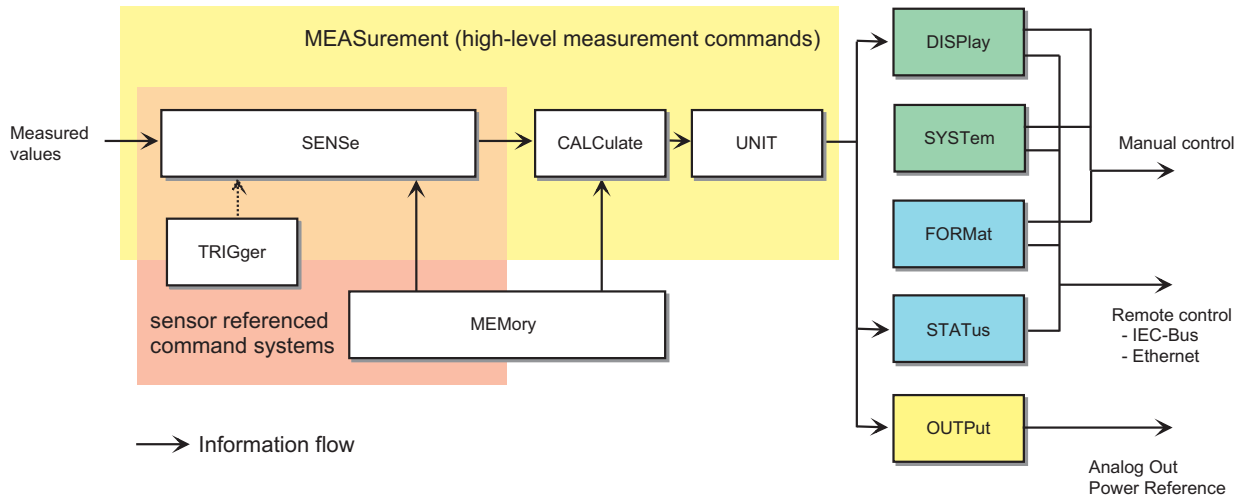 MEASurement (high-level measurement commands)
DISPlay
Measured
values
SENSe
CALCulate
UNIT
SYSTem
Manual control
TRIGger
FORMat
sensor referenced
command systems
MEMory
STATus
Remote control
- IEC-Bus
- Ethernet
OUTPut
Information flow
Analog Out
Power Reference